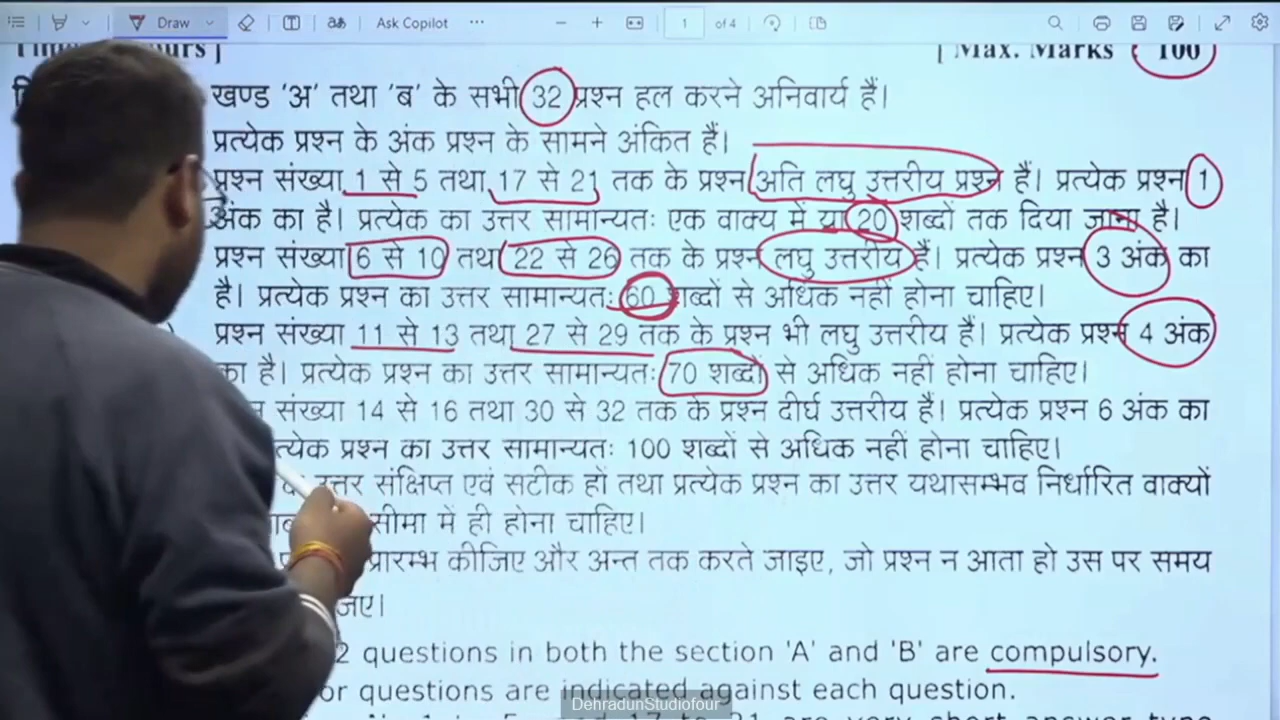 Draw
Ask Copilot
1
of 4
[ Max. Marks : 100
खण्ड 'अ' तथा 'ब' के सभी 32 प्रश्न हल करने अनिवार्य हैं।
प्रत्येक प्रश्न के अंक प्रश्न के सामने अंकित हैं।
प्रश्न संख्या 1 से 5 तथा 17 से 21 तक के प्रश्न अति लघु उत्तरीय प्रश्न हैं। प्रत्येक प्रश्न 1
अंक का है। प्रत्येक का उत्तर सामान्यतः एक वाक्य में या 20 शब्दों तक दिया जाना है।
प्रश्न संख्या 6 से 10 तथा 22 से 26 तक के प्रश्न लघु उत्तरीय हैं। प्रत्येक प्रश्न 3 अंक का
है। प्रत्येक प्रश्न का उत्तर सामान्यतः 60 शब्दों से अधिक नहीं होना चाहिए।
प्रश्न संख्या 11 से 13 तथा 27 से 29 तक के प्रश्न भी लघु उत्तरीय हैं। प्रत्येक प्रश्न 4 अंक
का है। प्रत्येक प्रश्न का उत्तर सामान्यतः 70 शब्दों से अधिक नहीं होना चाहिए।
संख्या 14 से 16 तथा 30 से 32 तक के प्रश्न दीर्घ उत्तरीय हैं। प्रत्येक प्रश्न 6 अंक का
प्रश्न का उत्तर सामान्यतः 100 शब्दों से अधिक नहीं होना चाहिए।
उत्तर संक्षिप्त एवं सटीक हों तथा प्रत्येक प्रश्न का उत्तर यथासम्भव निर्धारित वाक्यों
सीमा में ही होना चाहिए।
प्रारम्भ कीजिए और अन्त तक करते जाइए, जो प्रश्न न आता हो उस पर समय
2 questions in both the section 'A' and 'B' are compulsory.
or questions are indicated against each question.
DehradunStudiofour